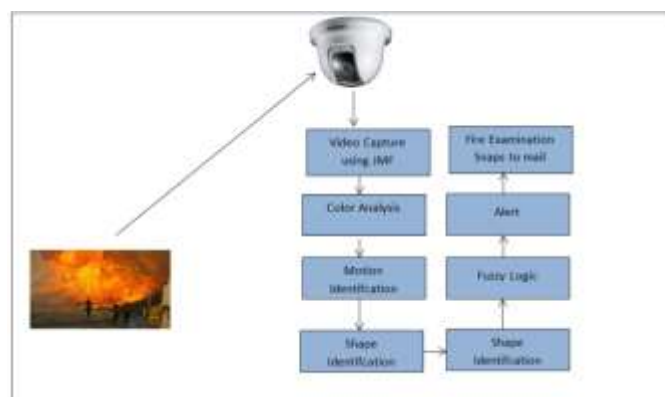 Video Capture
using JMF
Color Analysis
Motion
Identification
Shape
Identification
Shape
Identification
Fuzzy Logic
Alert
Fire Examination
Snaps to mail